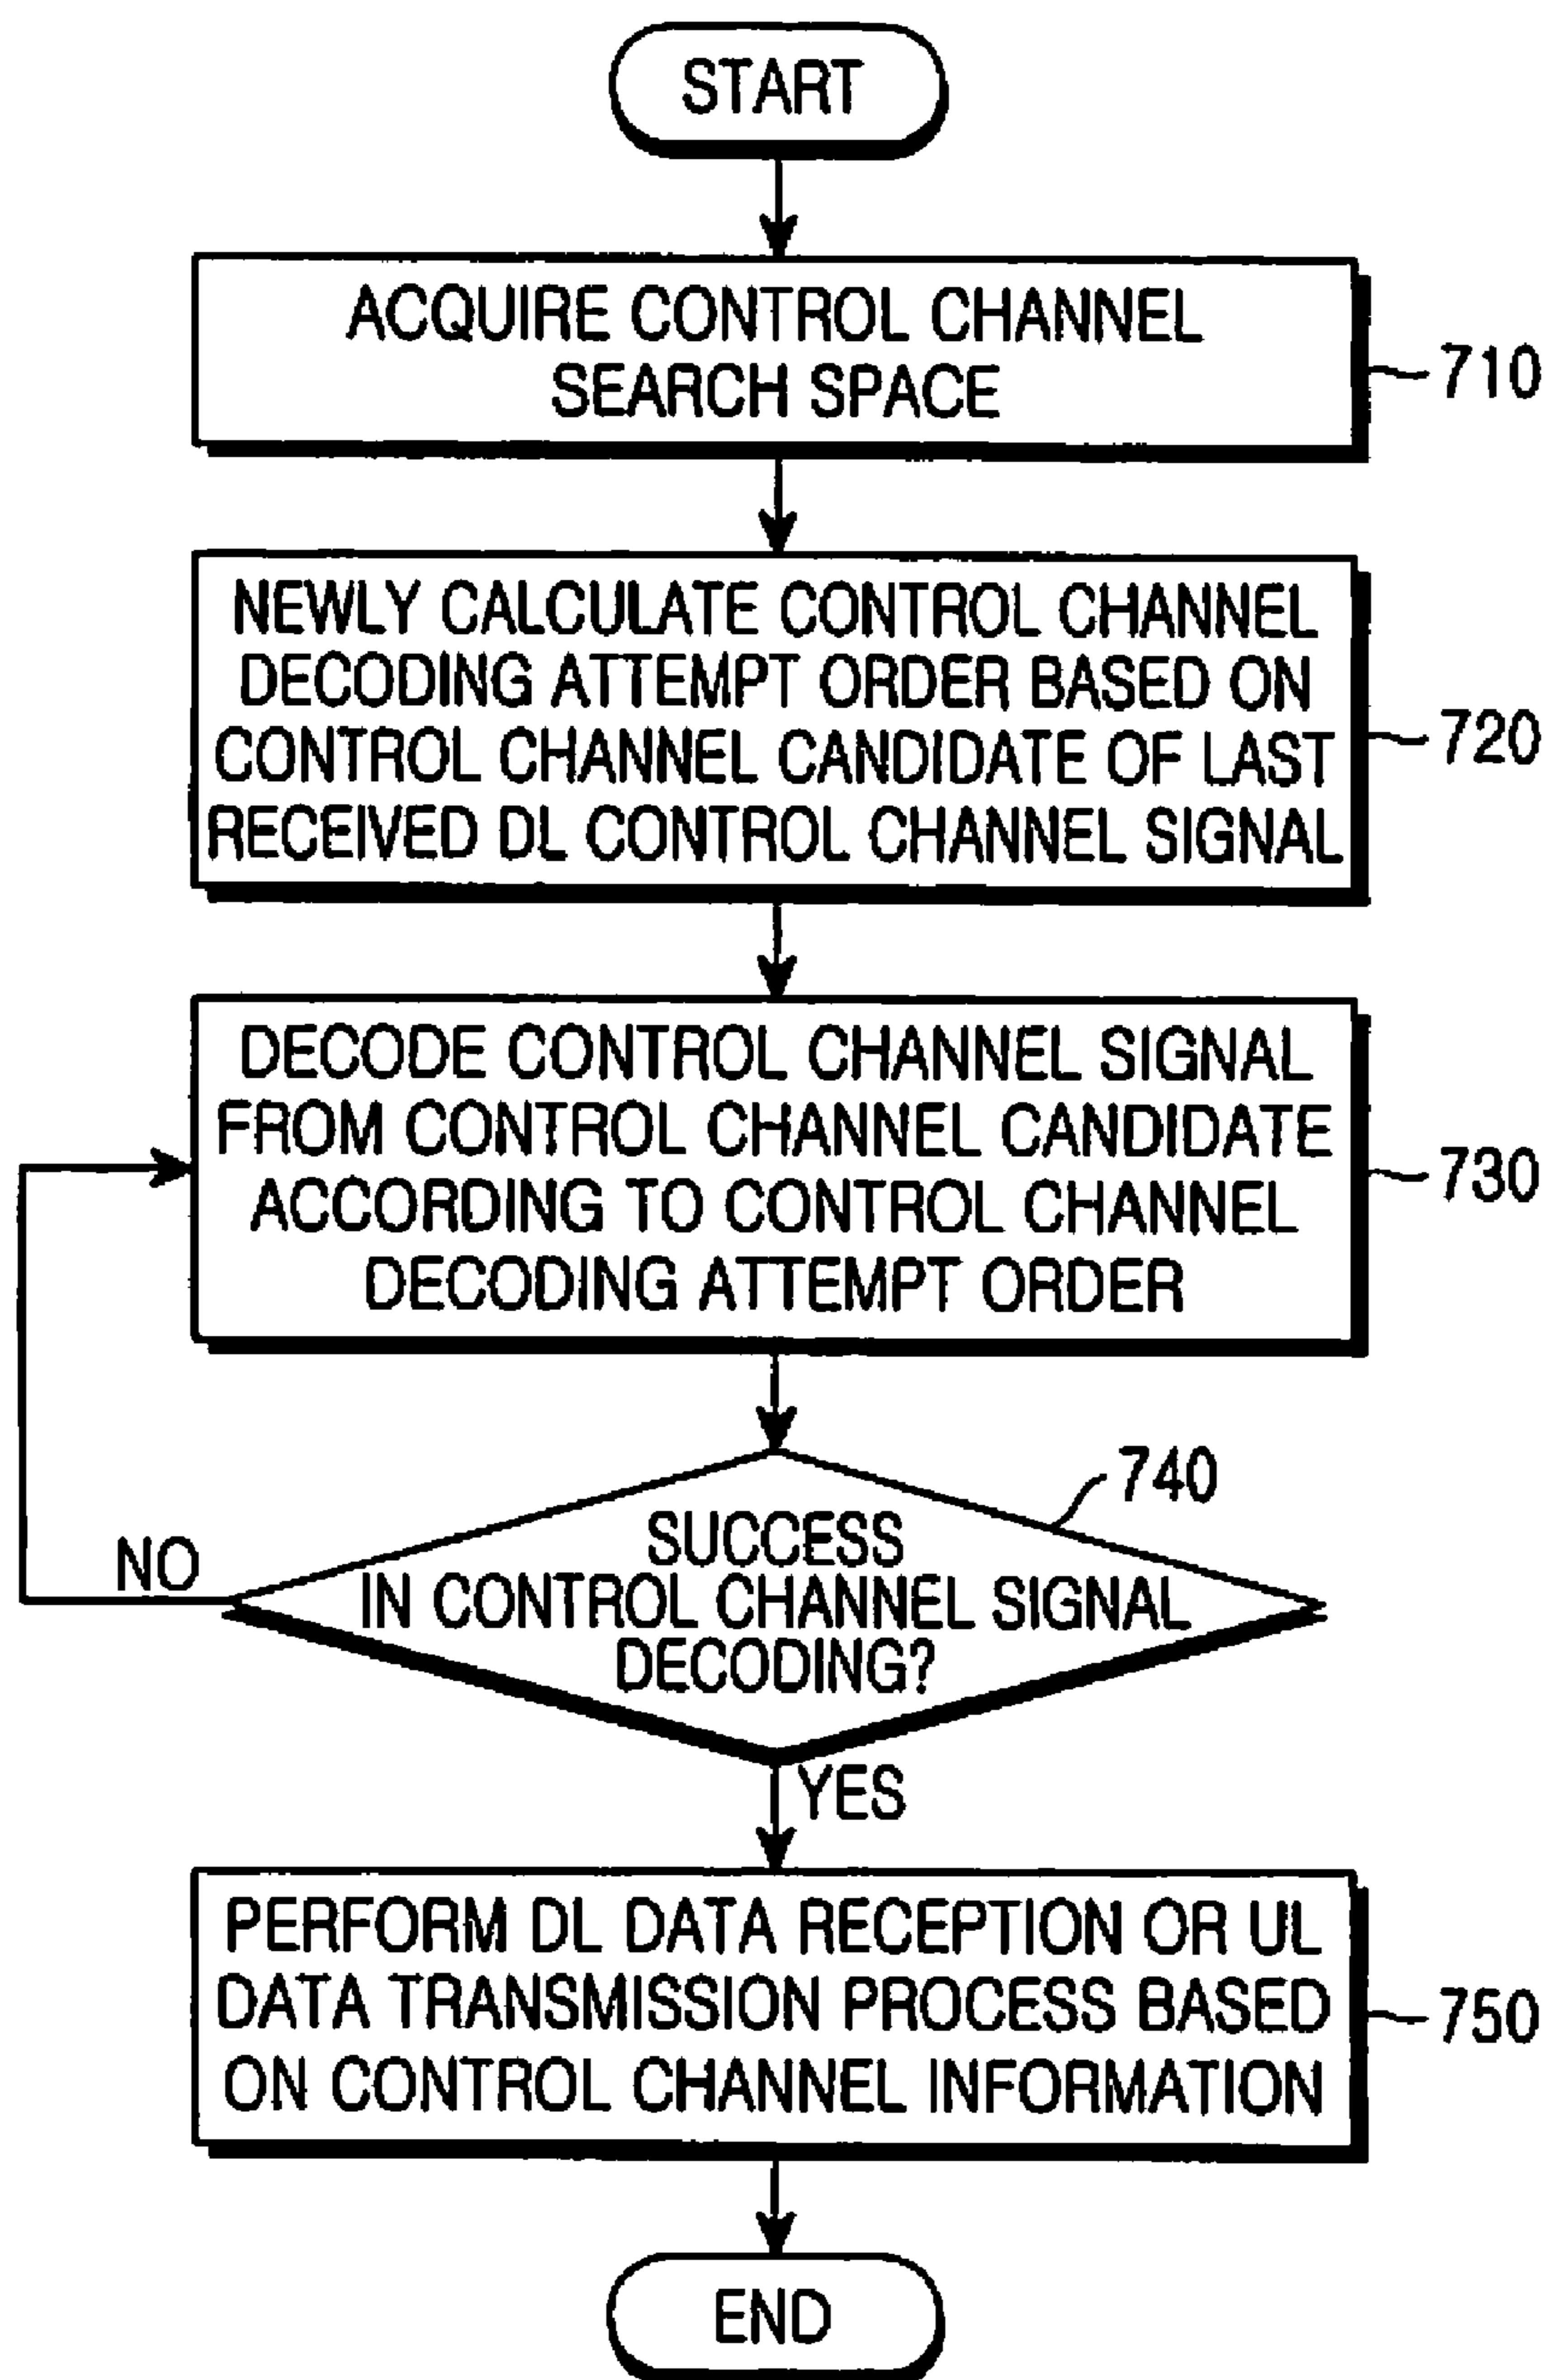 START
ACQUIRE CONTROL CHANNEL
SEARCH SPACE
710
NEWLY CALCULATE CONTROL CHANNEL
DECODING ATTEMPT ORDER BASED ON
CONTROL CHANNEL CANDIDATE OF LAST
RECEIVED DL CONTROL CHANNEL SIGNAL
720
DECODE CONTROL CHANNEL SIGNAL
FROM CONTROL CHANNEL CANDIDATE
ACCORDING TO CONTROL CHANNEL
DECODING ATTEMPT ORDER
730
740
SUCCESS
IN CONTROL CHANNEL SIGNAL
DECODING?
NO
YES
PERFORM DL DATA RECEPTION OR UL
DATA TRANSMISSION PROCESS BASED
ON CONTROL CHANNEL INFORMATION
750
END